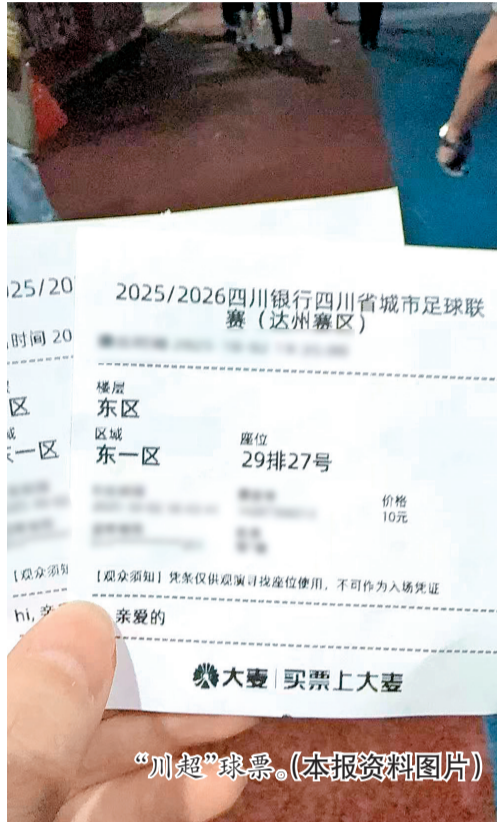 025/20
时间 20
区
一区
【观众须知
hi, 亲
2025/2026四川银行四川省城市足球联
赛（达州赛区）
楼层
东区
区域
东一区
座位
29排27号
价格
10元
【观众须知】凭条仅供观演寻找座位使用，不可作为入场凭证
亲爱的
大麦 | 买票上大麦
“川超”球票。（本报资料图片）